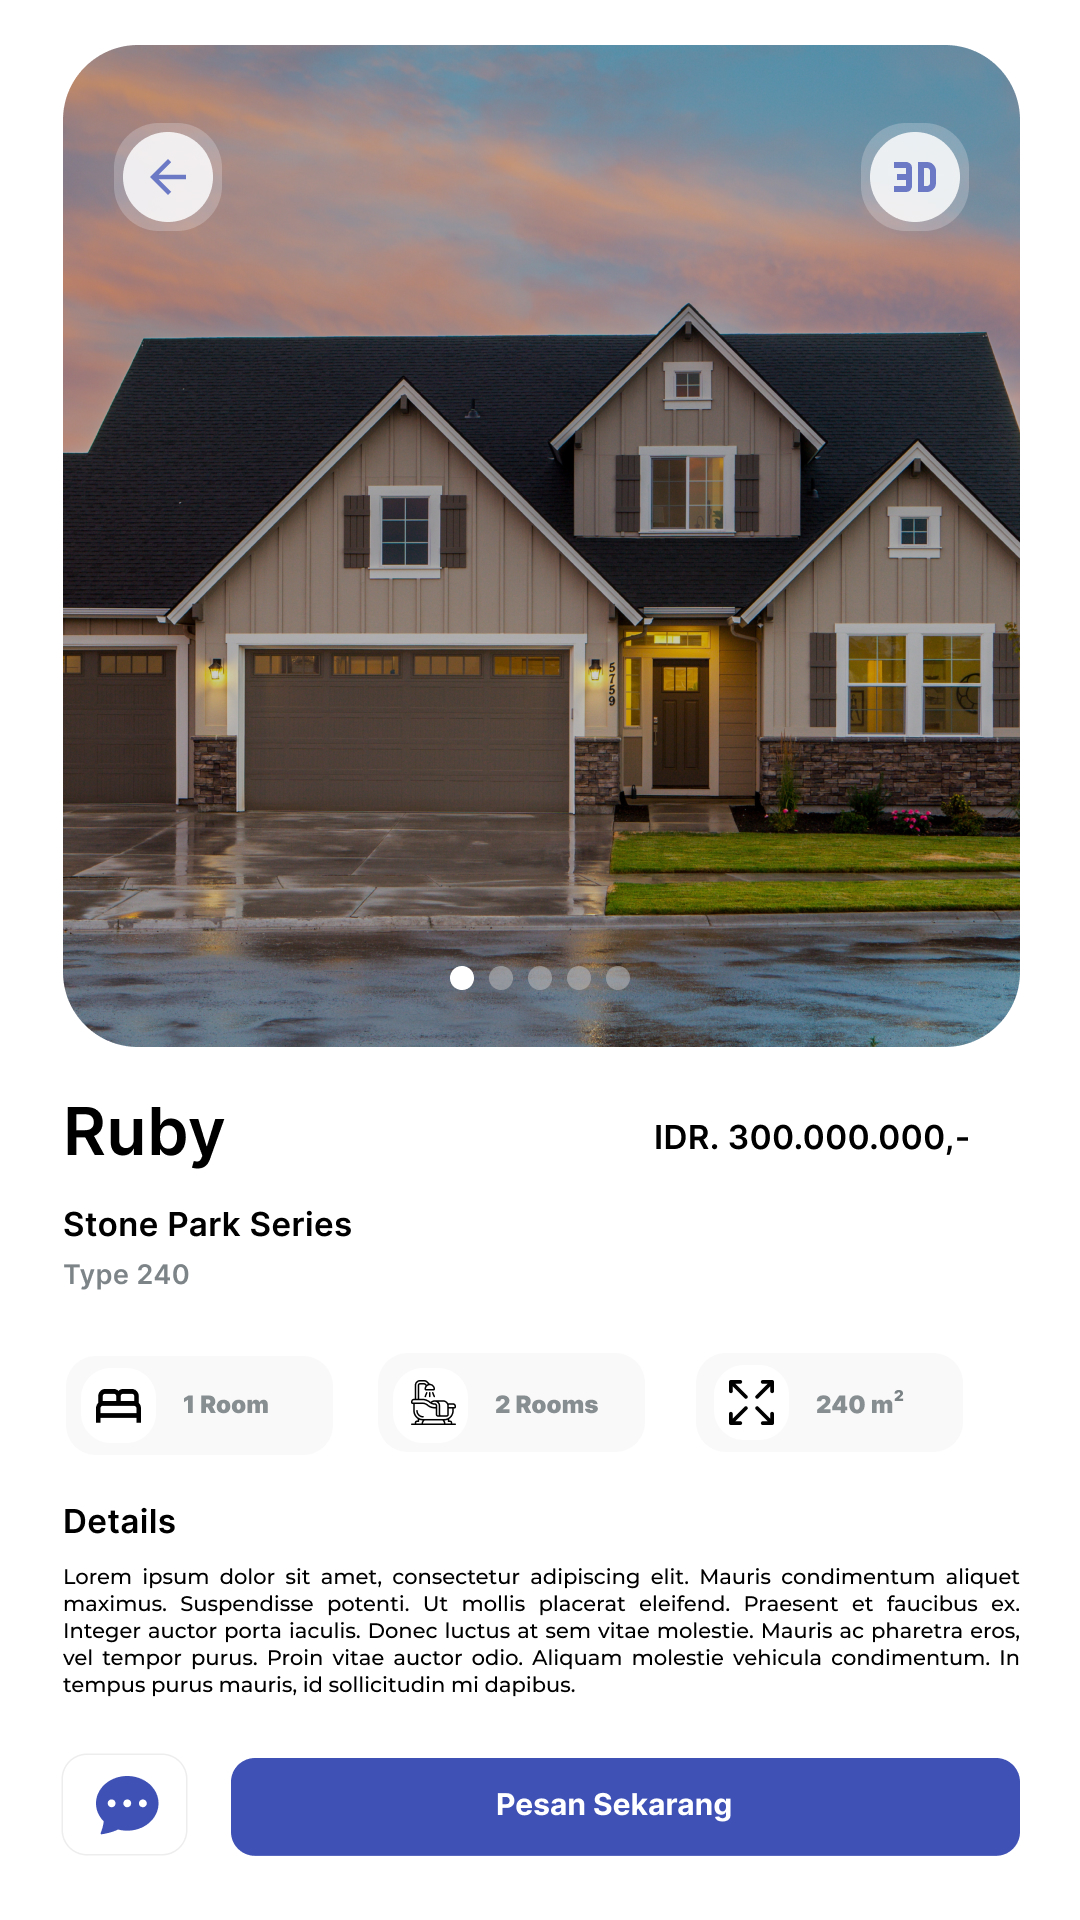 3D
5759
Ruby
IDR. 300.000.000,-
Stone Park Series
Type 240
1 Room
2 Rooms
240 m²
Details
Lorem ipsum dolor sit amet, consectetur adipiscing elit. Mauris condimentum aliquet
maximus. Suspendisse potenti. Ut mollis placerat eleifend. Praesent et faucibus ex.
Integer auctor porta iaculis. Donec luctus at sem vitae molestie. Mauris ac pharetra eros,
vel tempor purus. Proin vitae auctor odio. Aliquam molestie vehicula condimentum. In
tempus purus mauris, id sollicitudin mi dapibus.
Pesan Sekarang